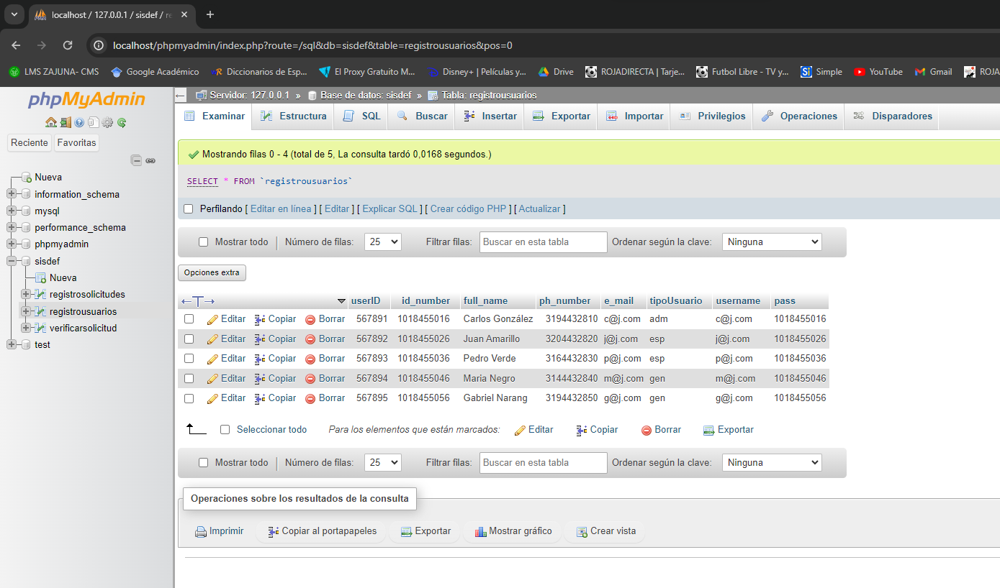 localhost / 127.0.0.1 / sisdef / re
localhost/phpmyadmin/index.php?route=/sql&db=sisdef&table=registrousuarios&pos=0
LMS ZAJUNA- CMS Google Académico Diccionarios de Esp... El Proxy Gratuito M... Disney+ | Películas y... Drive ROJADIRECTA | Tarje... Futbol Libre - TV y... Si Simple YouTube Gmail ROJA
phpMyAdmin
Reciente Favoritas
Nueva
information_schema
mysql
performance_schema
phpmyadmin
sisdef
Nueva
registrosolicitudes
registrousuarios
verificarsolicitud
test
Servidor: 127.0.0.1 » Base de datos: sisdef » Tabla: registrousuarios
Examinar Estructura SQL Buscar Insertar Exportar Importar Privilegios Operaciones Disparadores
Mostrando filas 0 - 4 (total de 5, La consulta tardó 0,0168 segundos.)
SELECT * FROM `registrousuarios`
Perfilando [ Editar en línea ] [ Editar ] [ Explicar SQL ] [ Crear código PHP ] [ Actualizar ]
Mostrar todo Número de filas: 25 Filtrar filas: Buscar en esta tabla Ordenar según la clave: Ninguna
Opciones extra
←T→ userID id_number full_name ph_number e_mail tipoUsuario username pass
Editar Copiar Borrar 567891 1018455016 Carlos González 3194432810 c@j.com adm c@j.com 1018455016
Editar Copiar Borrar 567892 1018455026 Juan Amarillo 3204432820 j@j.com esp j@j.com 1018455026
Editar Copiar Borrar 567893 1018455036 Pedro Verde 3164432830 p@j.com esp p@j.com 1018455036
Editar Copiar Borrar 567894 1018455046 Maria Negro 3144432840 m@j.com gen m@j.com 1018455046
Editar Copiar Borrar 567895 1018455056 Gabriel Narang 3194432850 g@j.com gen g@j.com 1018455056
Seleccionar todo Para los elementos que están marcados: Editar Copiar Borrar Exportar
Mostrar todo Número de filas: 25 Filtrar filas: Buscar en esta tabla Ordenar según la clave: Ninguna
Operaciones sobre los resultados de la consulta
Imprimir Copiar al portapapeles Exportar Mostrar gráfico Crear vista